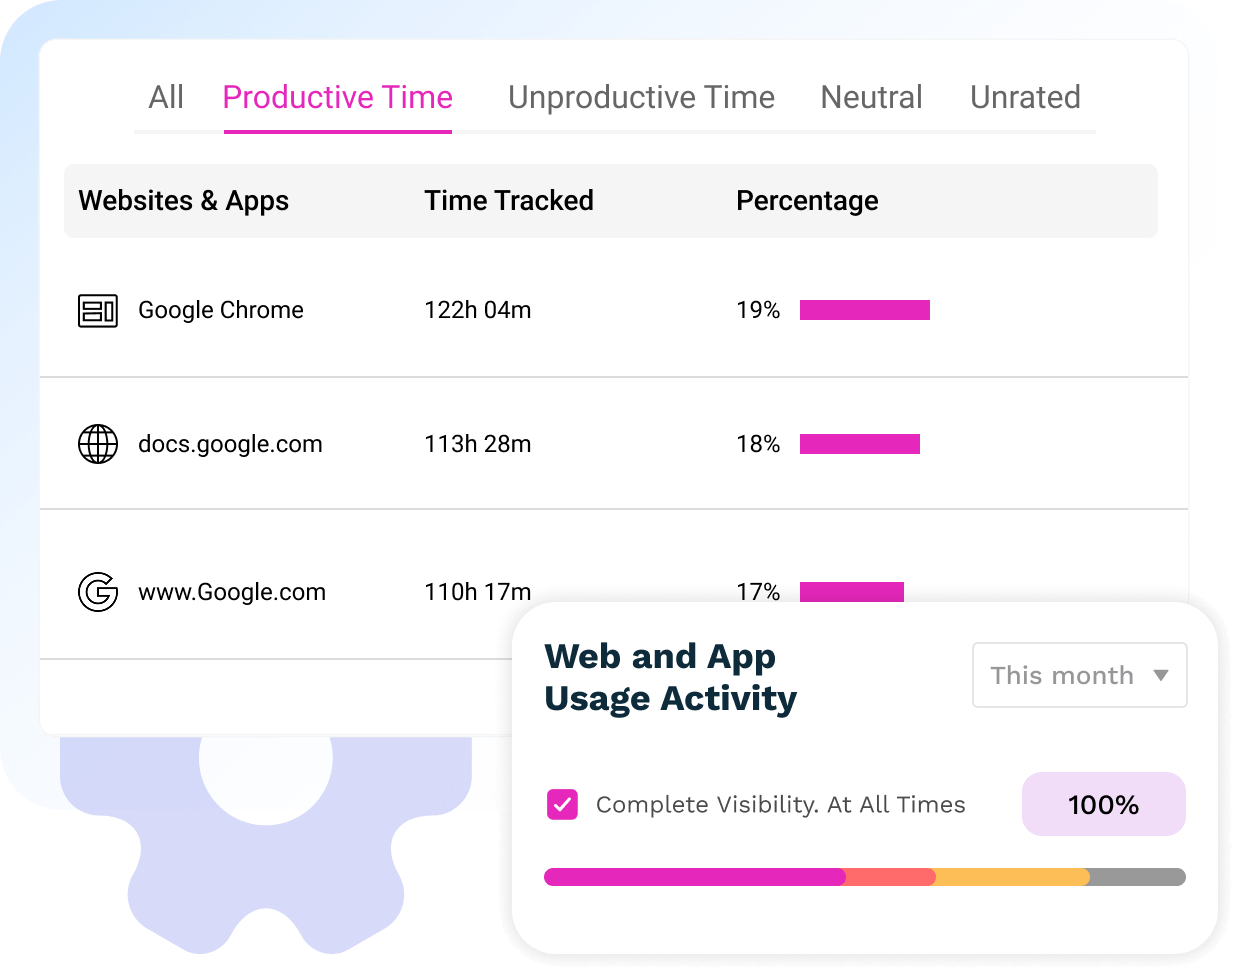 All Productive Time Unproductive Time Neutral Unrated
Websites & Apps Time Tracked Percentage
Google Chrome 122h 04m 19%
docs.google.com 113h 28m 18%
www.Google.com 110h 17m 17%
Web and App
Usage Activity
This month
Complete Visibility. At All Times 100%